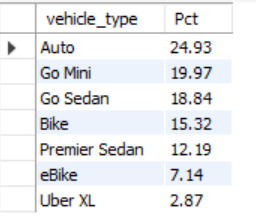 vehicle_type Pct
Auto 24.93
Go Mini 19.97
Go Sedan 18.84
Bike 15.32
Premier Sedan 12.19
eBike 7.14
Uber XL 2.87